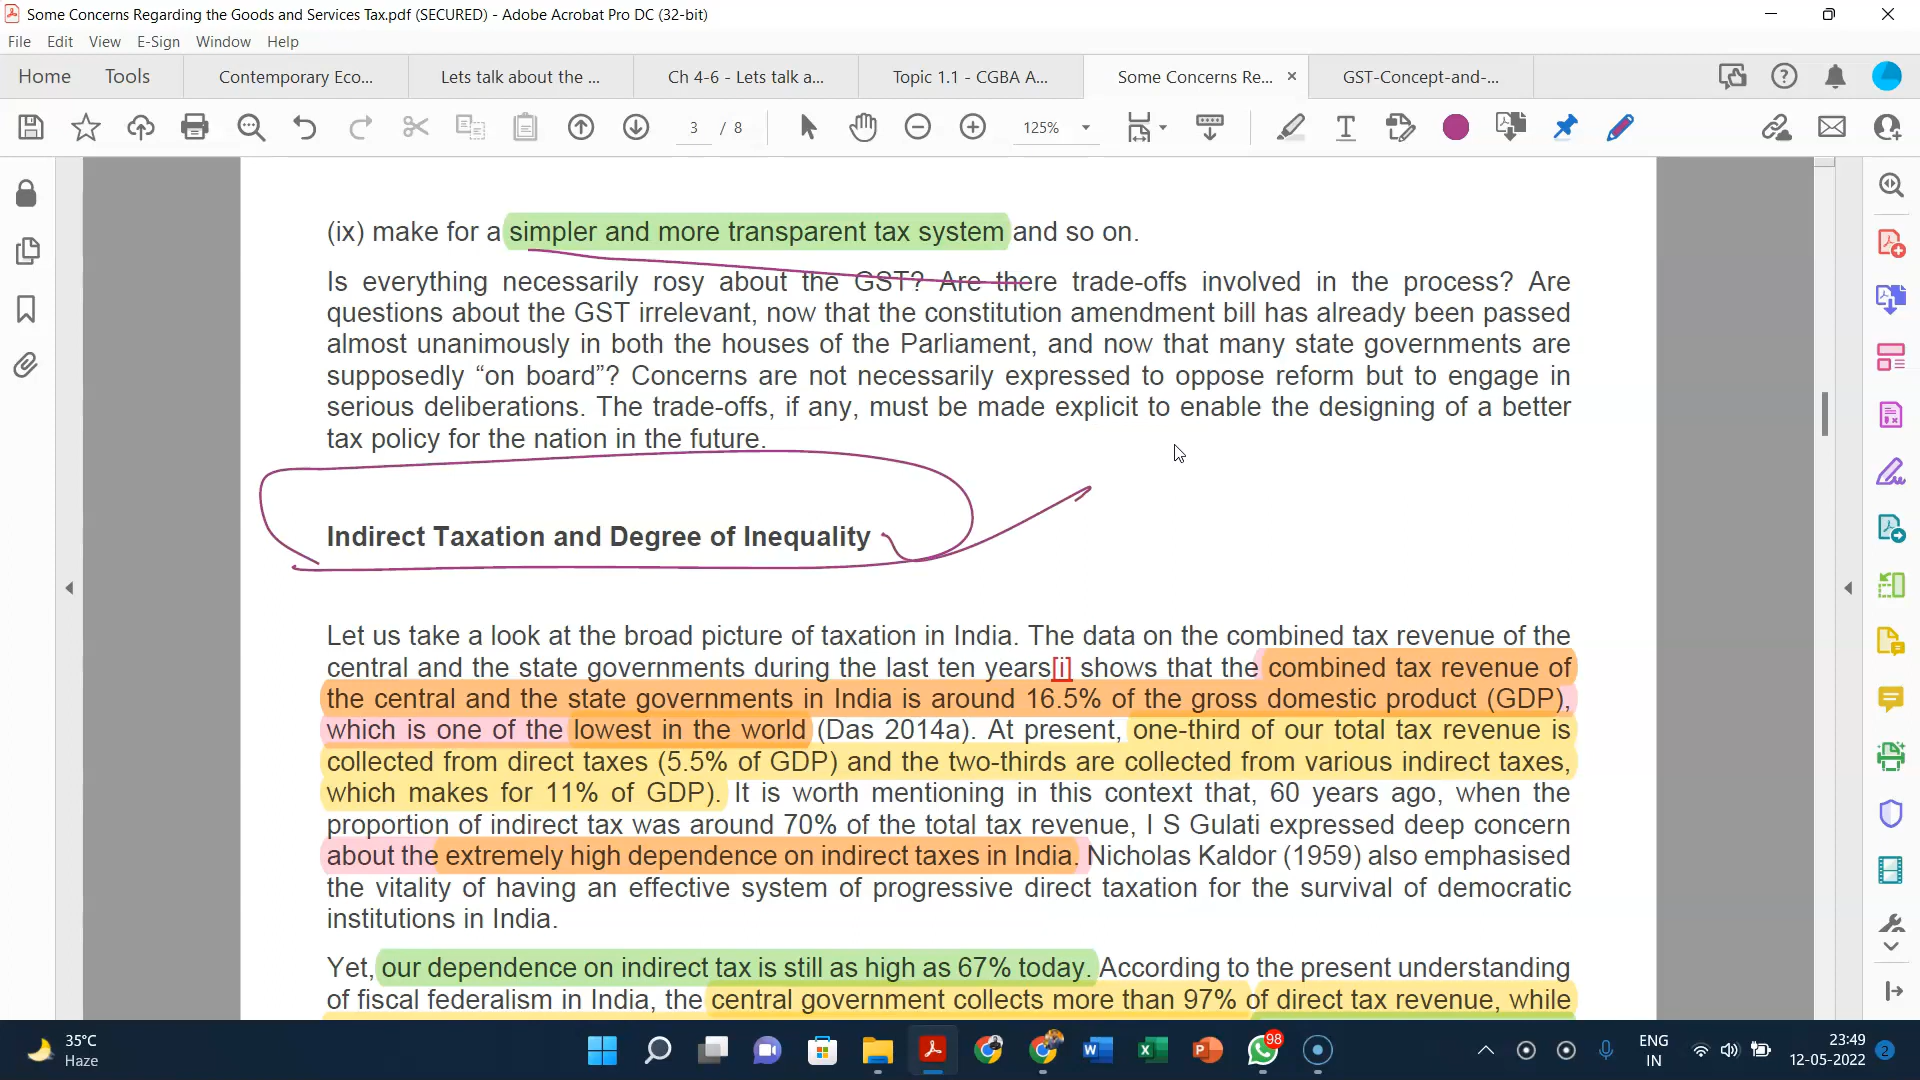 Some Concerns Regarding the Goods and Services Tax.pdf (SECURED) - Adobe Acrobat Pro DC (32-bit)
File Edit View E-Sign Window Help
Home Tools Contemporary Eco... Lets talk about the ... Ch 4-6 - Lets talk a... Topic 1.1 - CGBA A... Some Concerns Re... × GST-Concept-and-...
3 / 8 125%
(ix) make for a simpler and more transparent tax system and so on.
Is everything necessarily rosy about the GST? Are there trade-offs involved in the process? Are
questions about the GST irrelevant, now that the constitution amendment bill has already been passed
almost unanimously in both the houses of the Parliament, and now that many state governments are
supposedly “on board”? Concerns are not necessarily expressed to oppose reform but to engage in
serious deliberations. The trade-offs, if any, must be made explicit to enable the designing of a better
tax policy for the nation in the future.
Indirect Taxation and Degree of Inequality
Let us take a look at the broad picture of taxation in India. The data on the combined tax revenue of the
central and the state governments during the last ten years[i] shows that the combined tax revenue of
the central and the state governments in India is around 16.5% of the gross domestic product (GDP),
which is one of the lowest in the world (Das 2014a). At present, one-third of our total tax revenue is
collected from direct taxes (5.5% of GDP) and the two-thirds are collected from various indirect taxes,
which makes for 11% of GDP). It is worth mentioning in this context that, 60 years ago, when the
proportion of indirect tax was around 70% of the total tax revenue, I S Gulati expressed deep concern
about the extremely high dependence on indirect taxes in India. Nicholas Kaldor (1959) also emphasised
the vitality of having an effective system of progressive direct taxation for the survival of democratic
institutions in India.
Yet, our dependence on indirect tax is still as high as 67% today. According to the present understanding
of fiscal federalism in India, the central government collects more than 97% of direct tax revenue, while
35°C
Haze
98
ENG
IN
23:49
12-05-2022
2